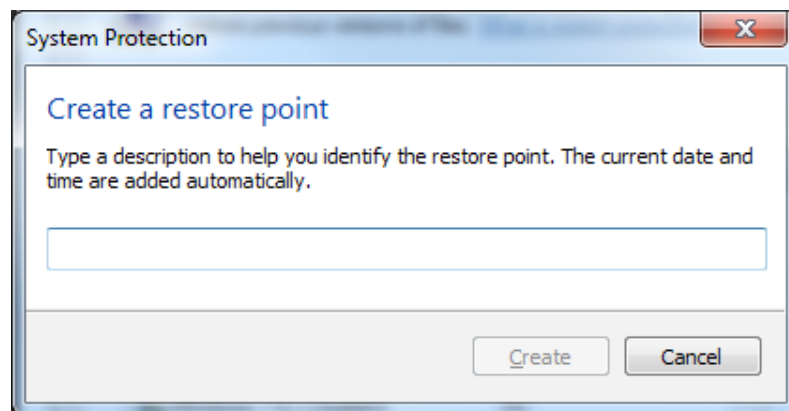 System Protection
Create a restore point
Type a description to help you identify the restore point. The current date and
time are added automatically.
Create
Cancel